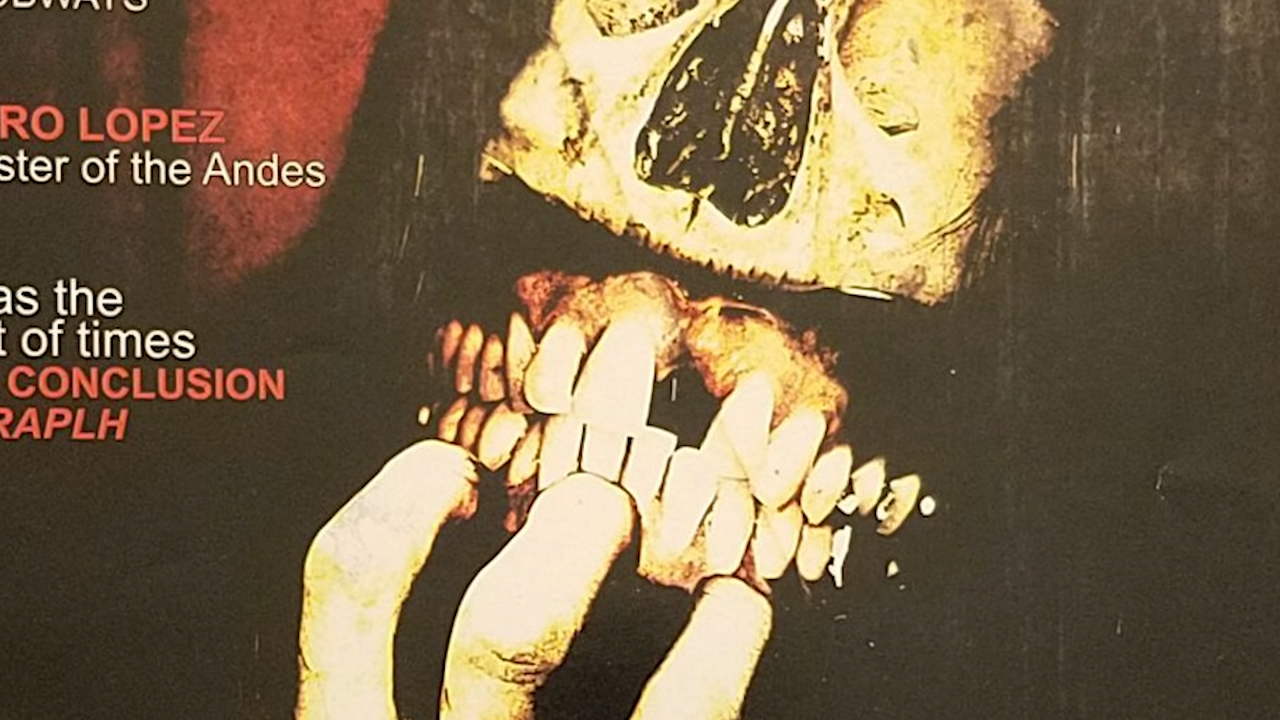 RO LOPEZ
ster of the Andes
as the
t of times
CONCLUSION
RAPLH